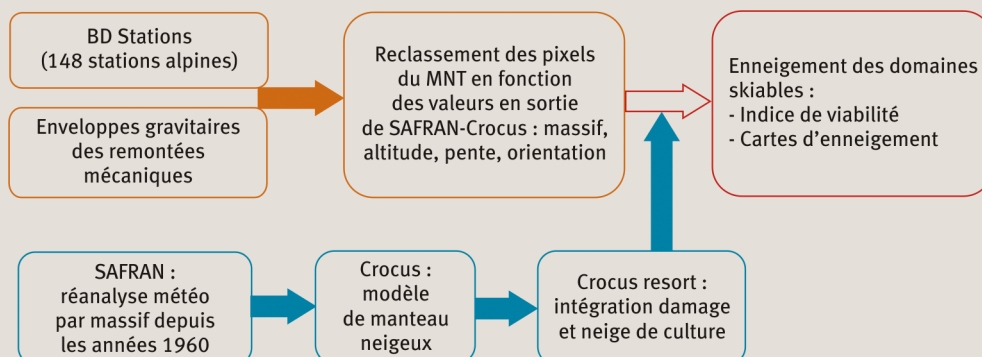 BD Stations
(148 stations alpines)
Enveloppes gravitaires
des remontées
mécaniques
Reclassement des pixels
du MNT en fonction
des valeurs en sortie
de SAFRAN-Crocus : massif,
altitude, pente, orientation
Enneigement des domaines
skiables :
- Indice de viabilité
- Cartes d’enneigement
SAFRAN :
réanalyse météo
par massif depuis
les années 1960
Crocus :
modèle
de manteau
neigeux
Crocus resort :
intégration damage
et neige de culture